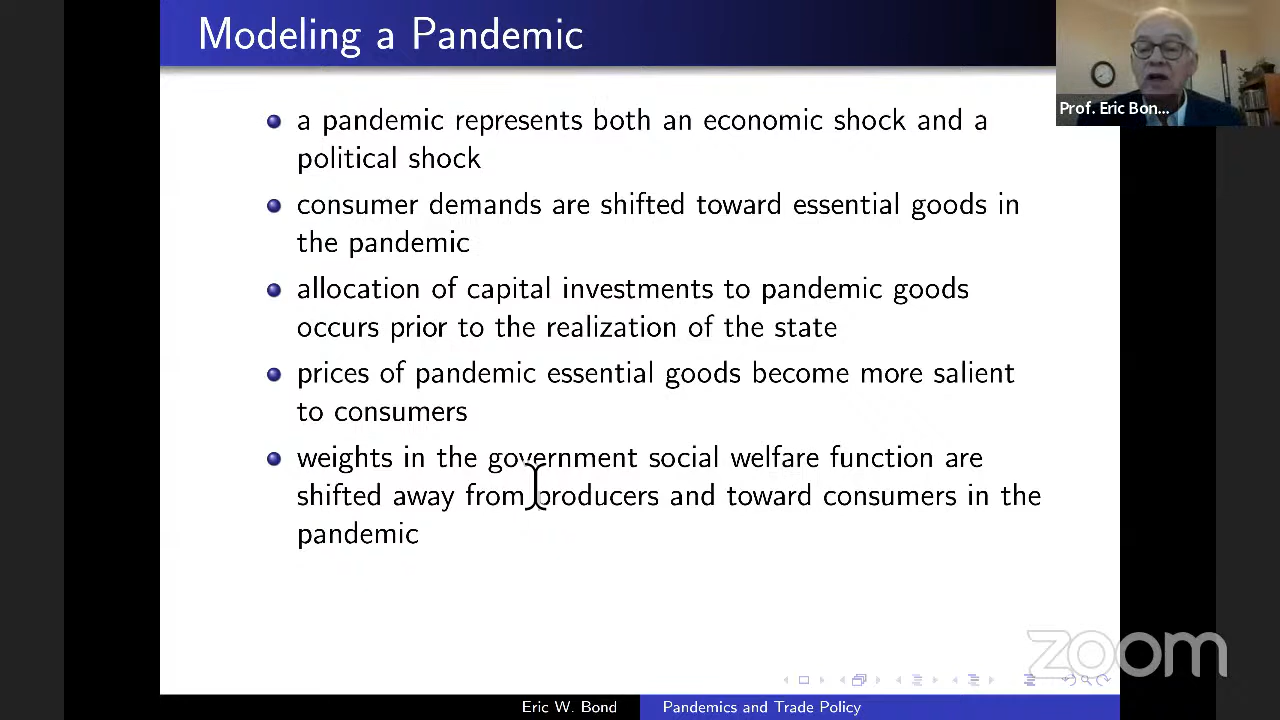 Modeling a Pandemic
Prof. Eric Bon...
a pandemic represents both an economic shock and a
political shock
consumer demands are shifted toward essential goods in
the pandemic
allocation of capital investments to pandemic goods
occurs prior to the realization of the state
prices of pandemic essential goods become more salient
to consumers
weights in the government social welfare function are
shifted away from producers and toward consumers in the
pandemic
zoom
Eric W. Bond
Pandemics and Trade Policy